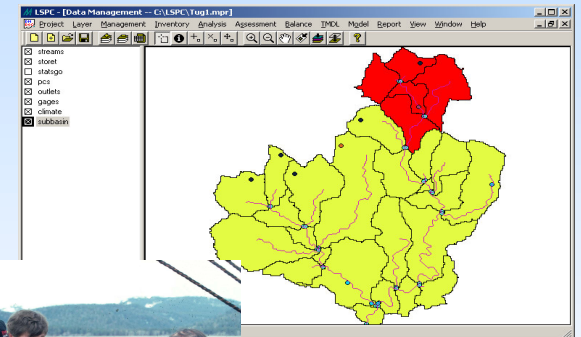 LSPC - [Data Management -- C:\LSPC\Tug1.mpr]
Project Layer Management Inventory Analysis Assessment Balance TMDL Model Report View Window Help
streams
storet
statsgo
pcs
outlets
gages
climate
subbasin